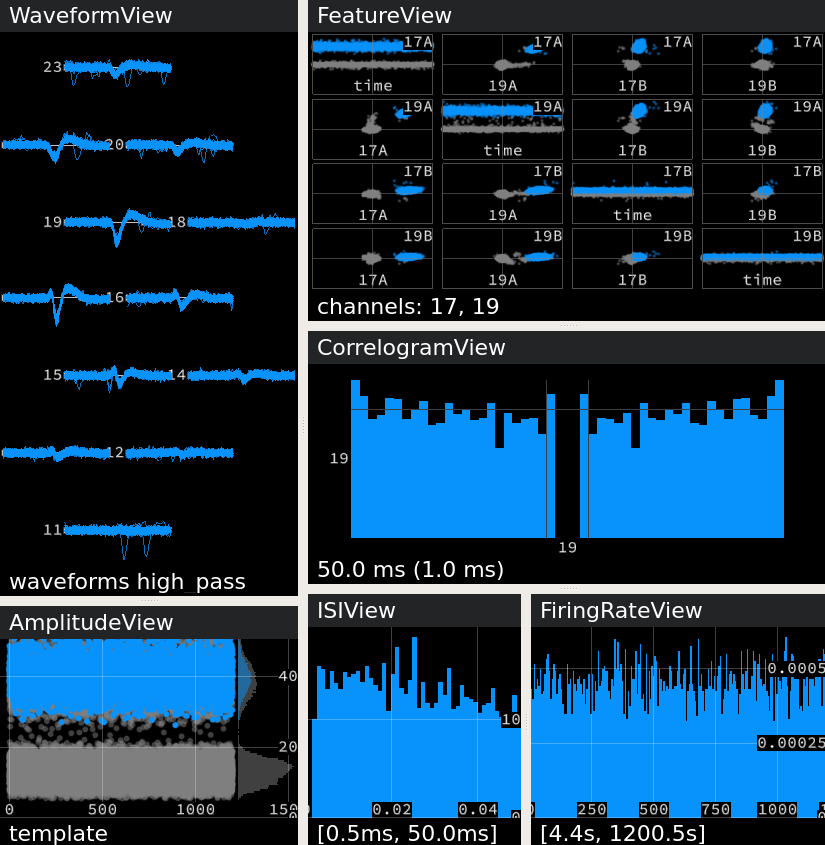 WaveformView
23
20
19 18
16
15 14
12
11
waveforms high_pass
AmplitudeView
40
20
0 500 1000 150
template
FeatureView
17A 17A 17A 17A
time 19A 17B 19B
19A 19A 19A 19A
17A time 17B 19B
17B 17B 17B 17B
17A 19A time 19B
19B 19B 19B 19B
17A 19A 17B time
channels: 17, 19
CorrelogramView
19
19
50.0 ms (1.0 ms)
ISIView
10
0.02 0.04
[0.5ms, 50.0ms]
FiringRateView
0.0005
0.00025
250 500 750 1000
[4.4s, 1200.5s]